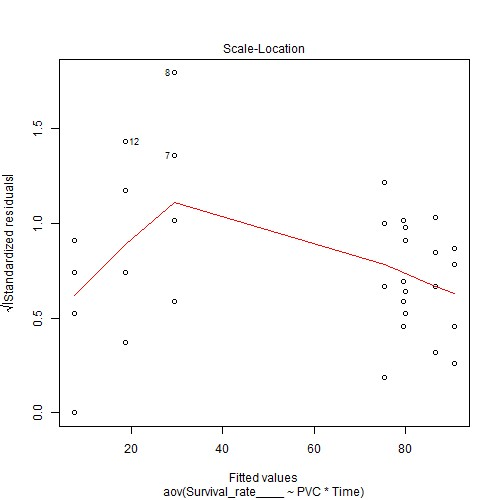 Scale-Location
√|Standardized residuals|
0.0
0.5
1.0
1.5
8
12
7
20
40
60
80
Fitted values
aov(Survival_rate____ ~ PVC * Time)